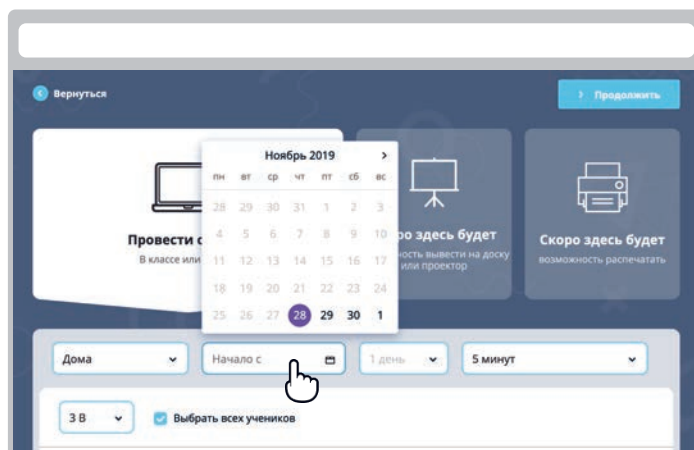 Вернуться
Продолжить
Ноябрь 2019
пн вт ср чт пт сб вс
28 29 30 31 1 2 3
4 5 6 7 8 9 10
11 12 13 14 15 16 17
18 19 20 21 22 23 24
25 26 27 28 29 30 1
Провести
В классе или
здесь будет
вывести на доску
или проектор
Скоро здесь будет
возможность распечатать
Дома
Начало с
1 день
5 минут
3 В
Выбрать всех учеников